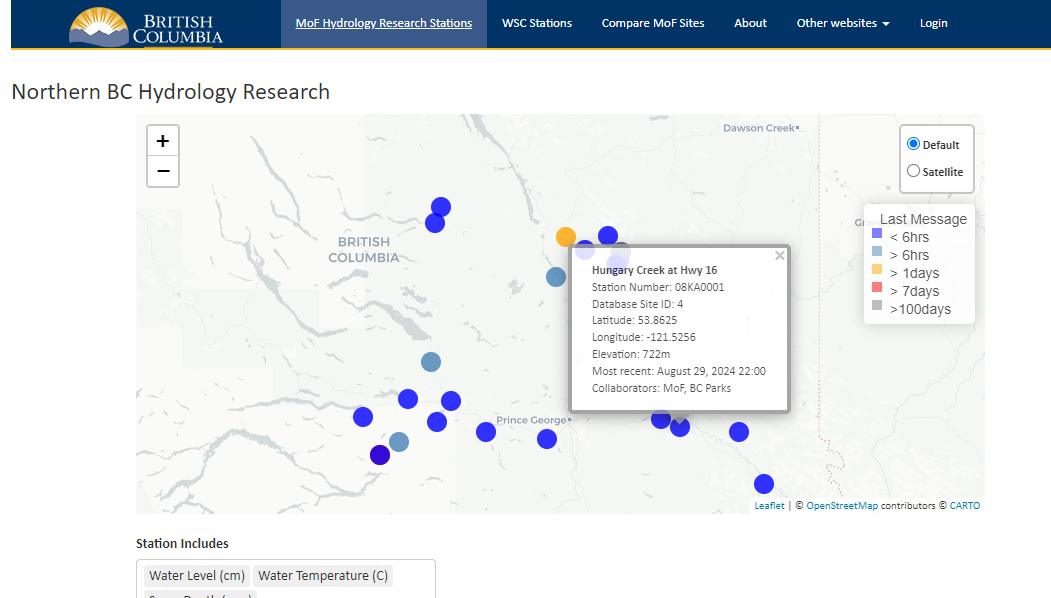 BRITISH
COLUMBIA
MoF Hydrology Research Stations
WSC Stations
Compare MoF Sites
About
Other websites
Login
Northern BC Hydrology Research
+
−
Dawson Creek
Default
Satellite
Last Message
< 6hrs
> 6hrs
> 1days
> 7days
>100days
BRITISH
COLUMBIA
×
Hungary Creek at Hwy 16
Station Number: 08KA0001
Database Site ID: 4
Latitude: 53.8625
Longitude: -121.5256
Elevation: 722m
Most recent: August 29, 2024 22:00
Collaborators: MoF, BC Parks
Prince George
Leaflet | © OpenStreetMap contributors © CARTO
Station Includes
Water Level (cm)
Water Temperature (C)